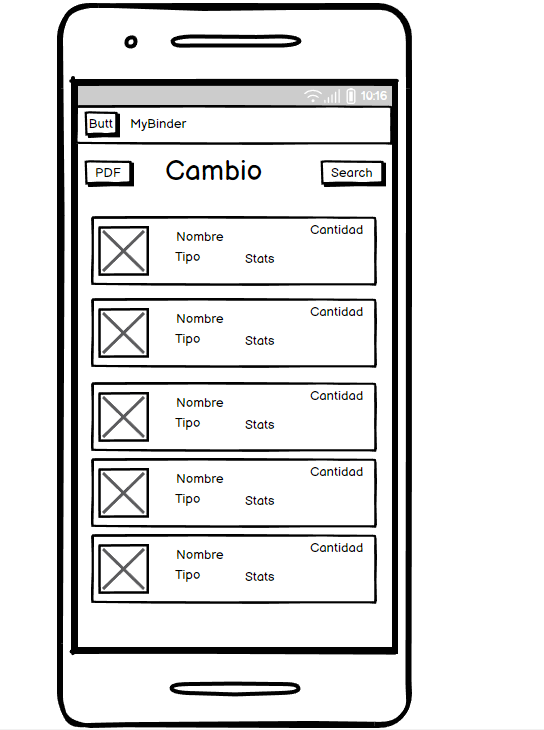 10:16
Butt MyBinder
PDF Cambio Search
Cantidad
Nombre
Tipo Stats
Cantidad
Nombre
Tipo Stats
Cantidad
Nombre
Tipo Stats
Cantidad
Nombre
Tipo Stats
Cantidad
Nombre
Tipo Stats